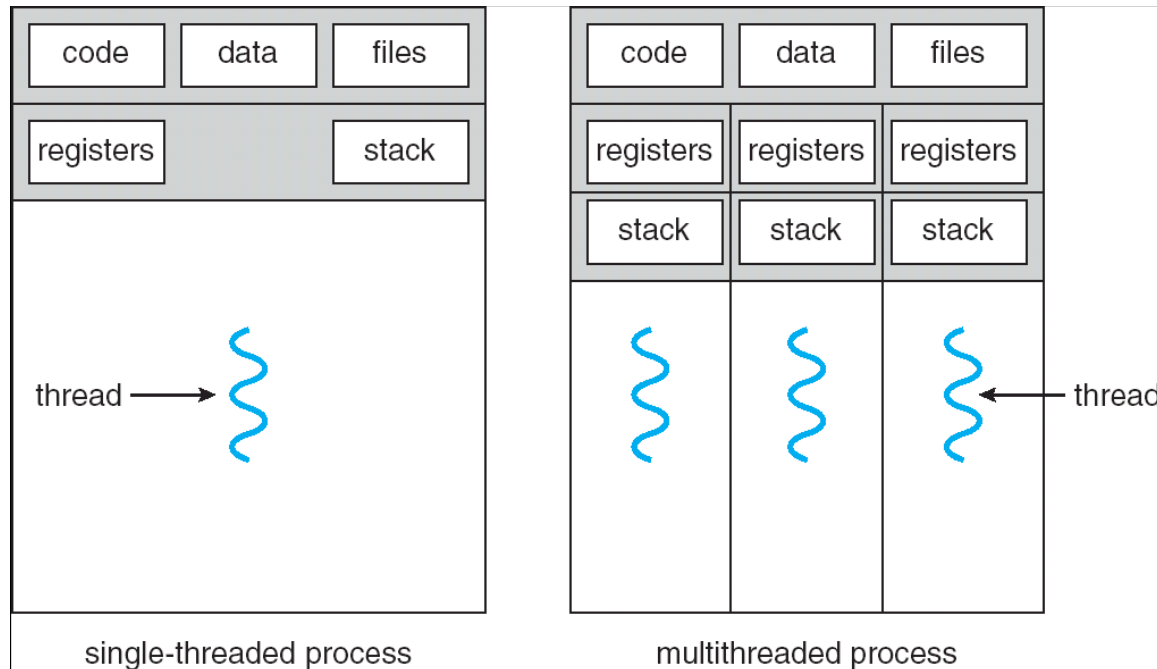 code data files code data files
registers stack registers registers registers
stack stack stack
thread thread
single-threaded process multithreaded process